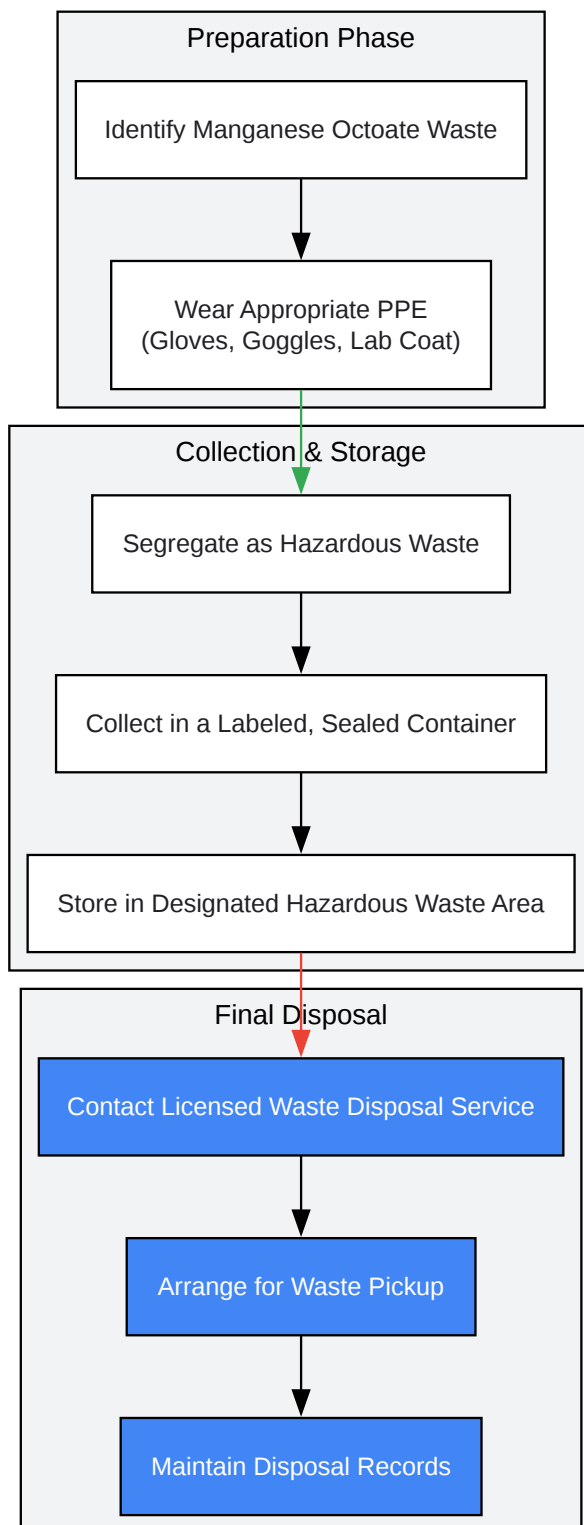 Preparation Phase
Identify Manganese Octoate Waste
Wear Appropriate PPE
(Gloves, Goggles, Lab Coat)
Collection & Storage
Segregate as Hazardous Waste
Collect in a Labeled, Sealed Container
Store in Designated Hazardous Waste Area
Final Disposal
Contact Licensed Waste Disposal Service
Arrange for Waste Pickup
Maintain Disposal Records